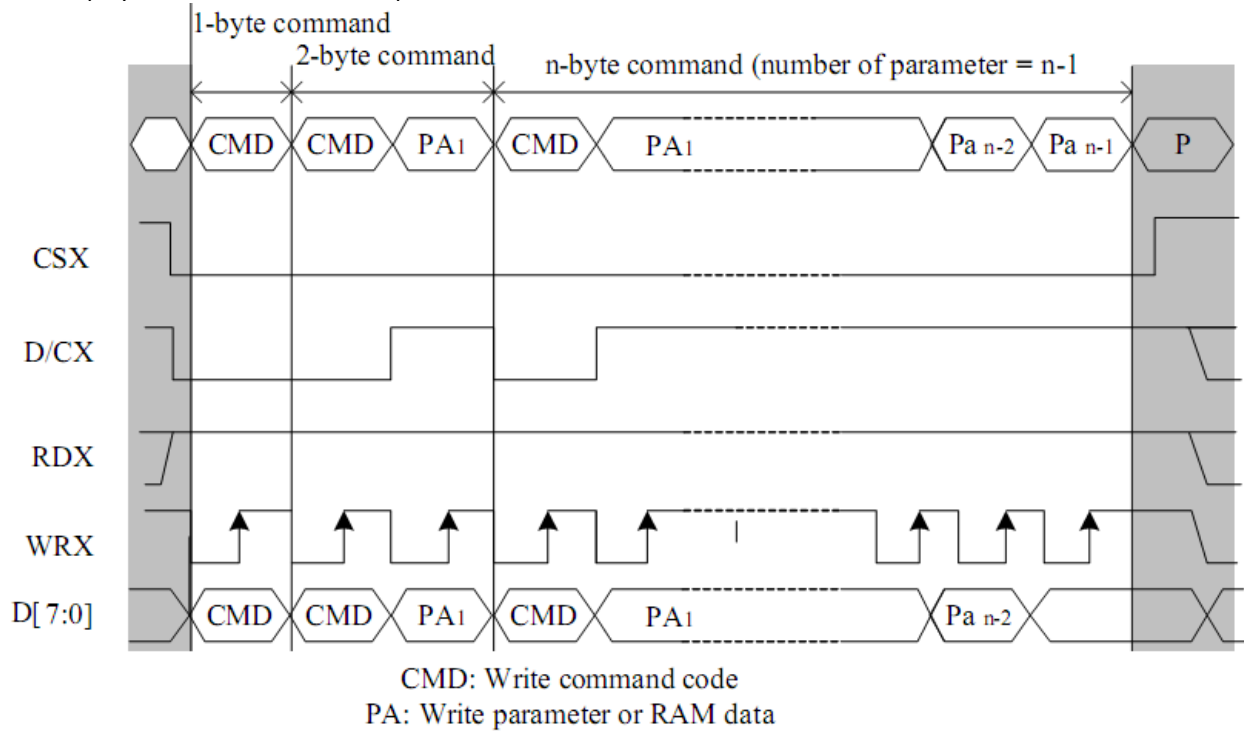 1-byte command
2-byte command
n-byte command (number of parameter = n-1
CMD CMD PA1 CMD PA1 Pa n-2 Pa n-1 P
CSX
D/CX
RDX
WRX
D[7:0] CMD CMD PA1 CMD PA1 Pa n-2
CMD: Write command code
PA: Write parameter or RAM data